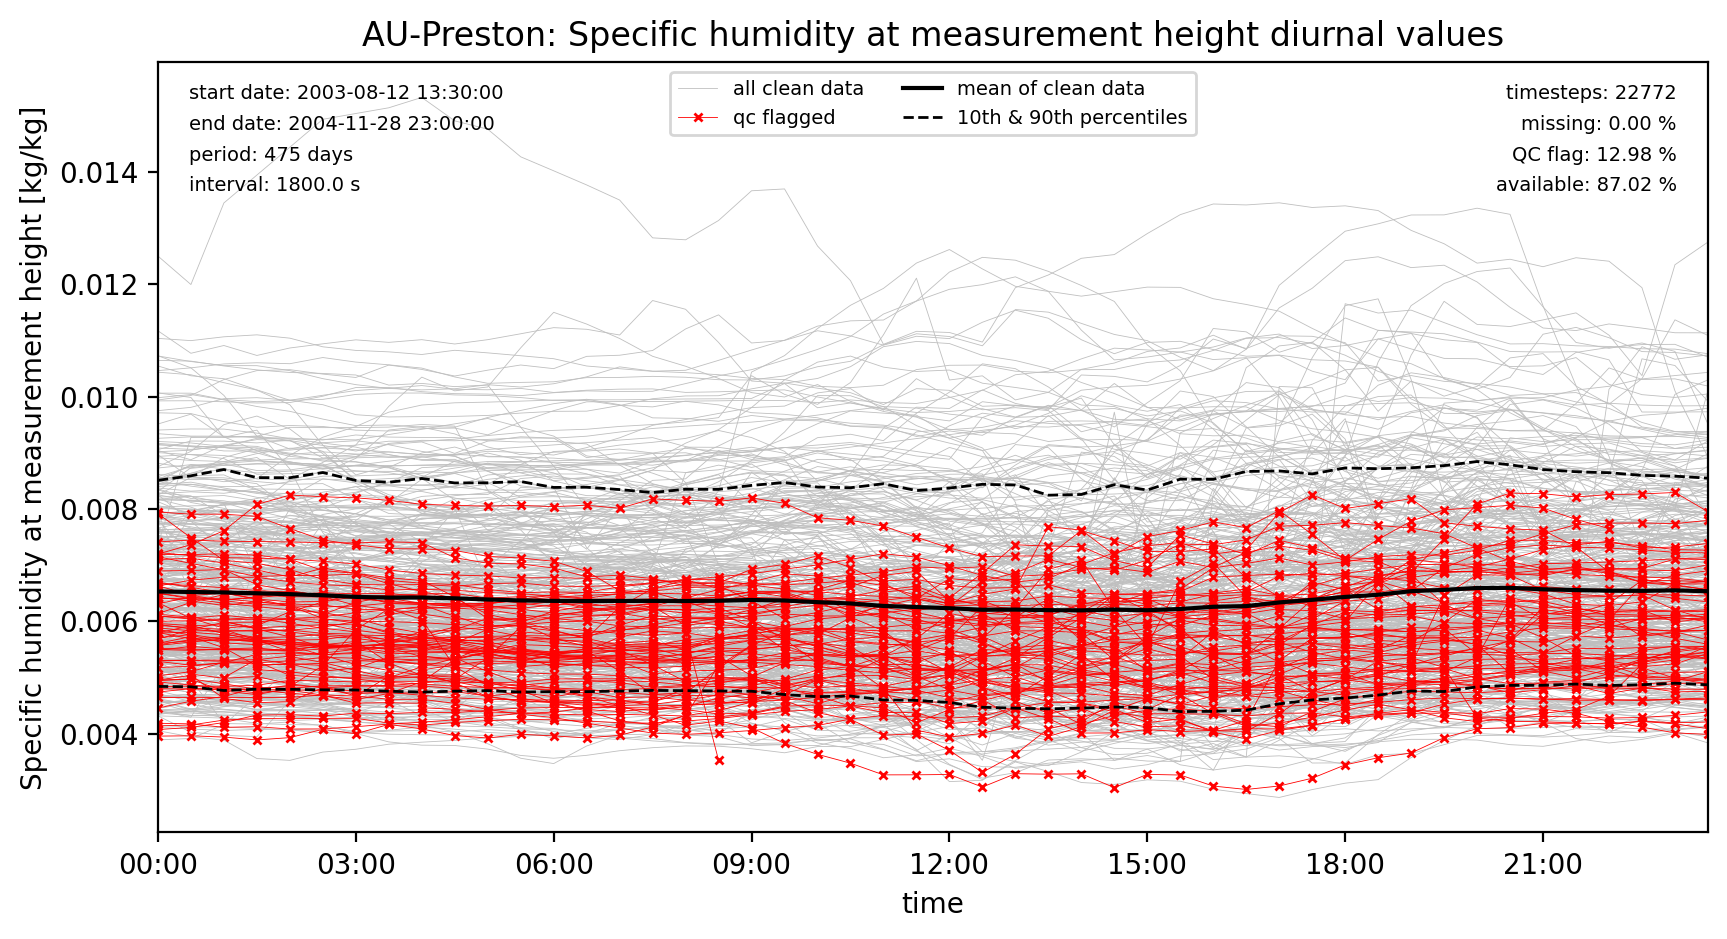 AU-Preston: Specific humidity at measurement height diurnal values
start date: 2003-08-12 13:30:00
end date: 2004-11-28 23:00:00
period: 475 days
interval: 1800.0 s
all clean data
qc flagged
mean of clean data
10th & 90th percentiles
timesteps: 22772
missing: 0.00 %
QC flag: 12.98 %
available: 87.02 %
Specific humidity at measurement height [kg/kg]
0.014
0.012
0.010
0.008
0.006
0.004
00:00 03:00 06:00 09:00 12:00 15:00 18:00 21:00
time